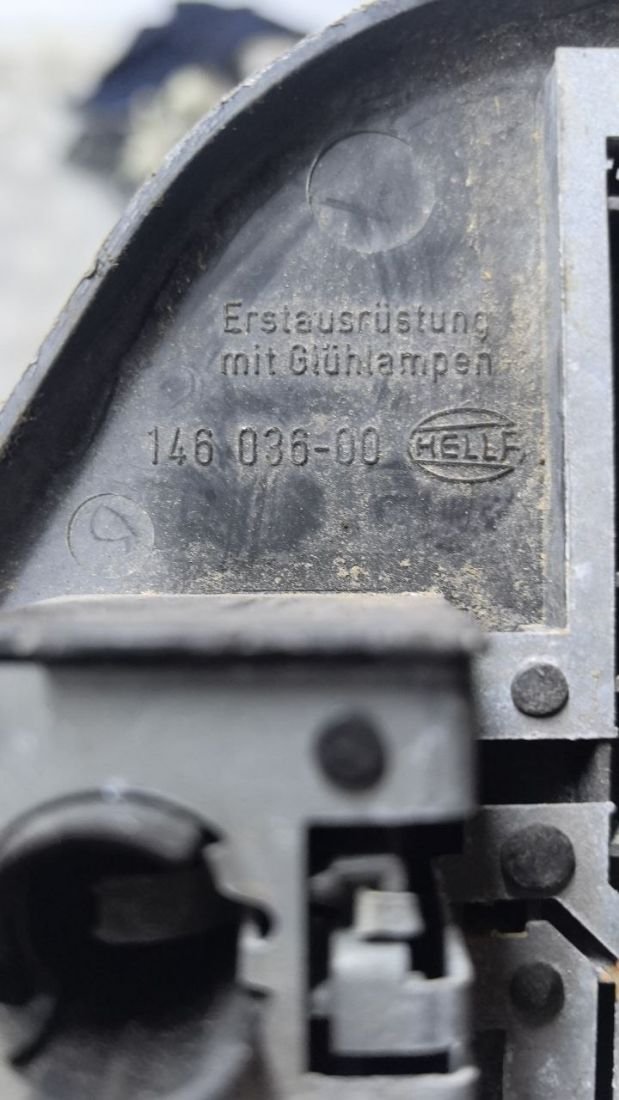 Erstausrüstung
mit Glühlampen
146 036-00 HELLA